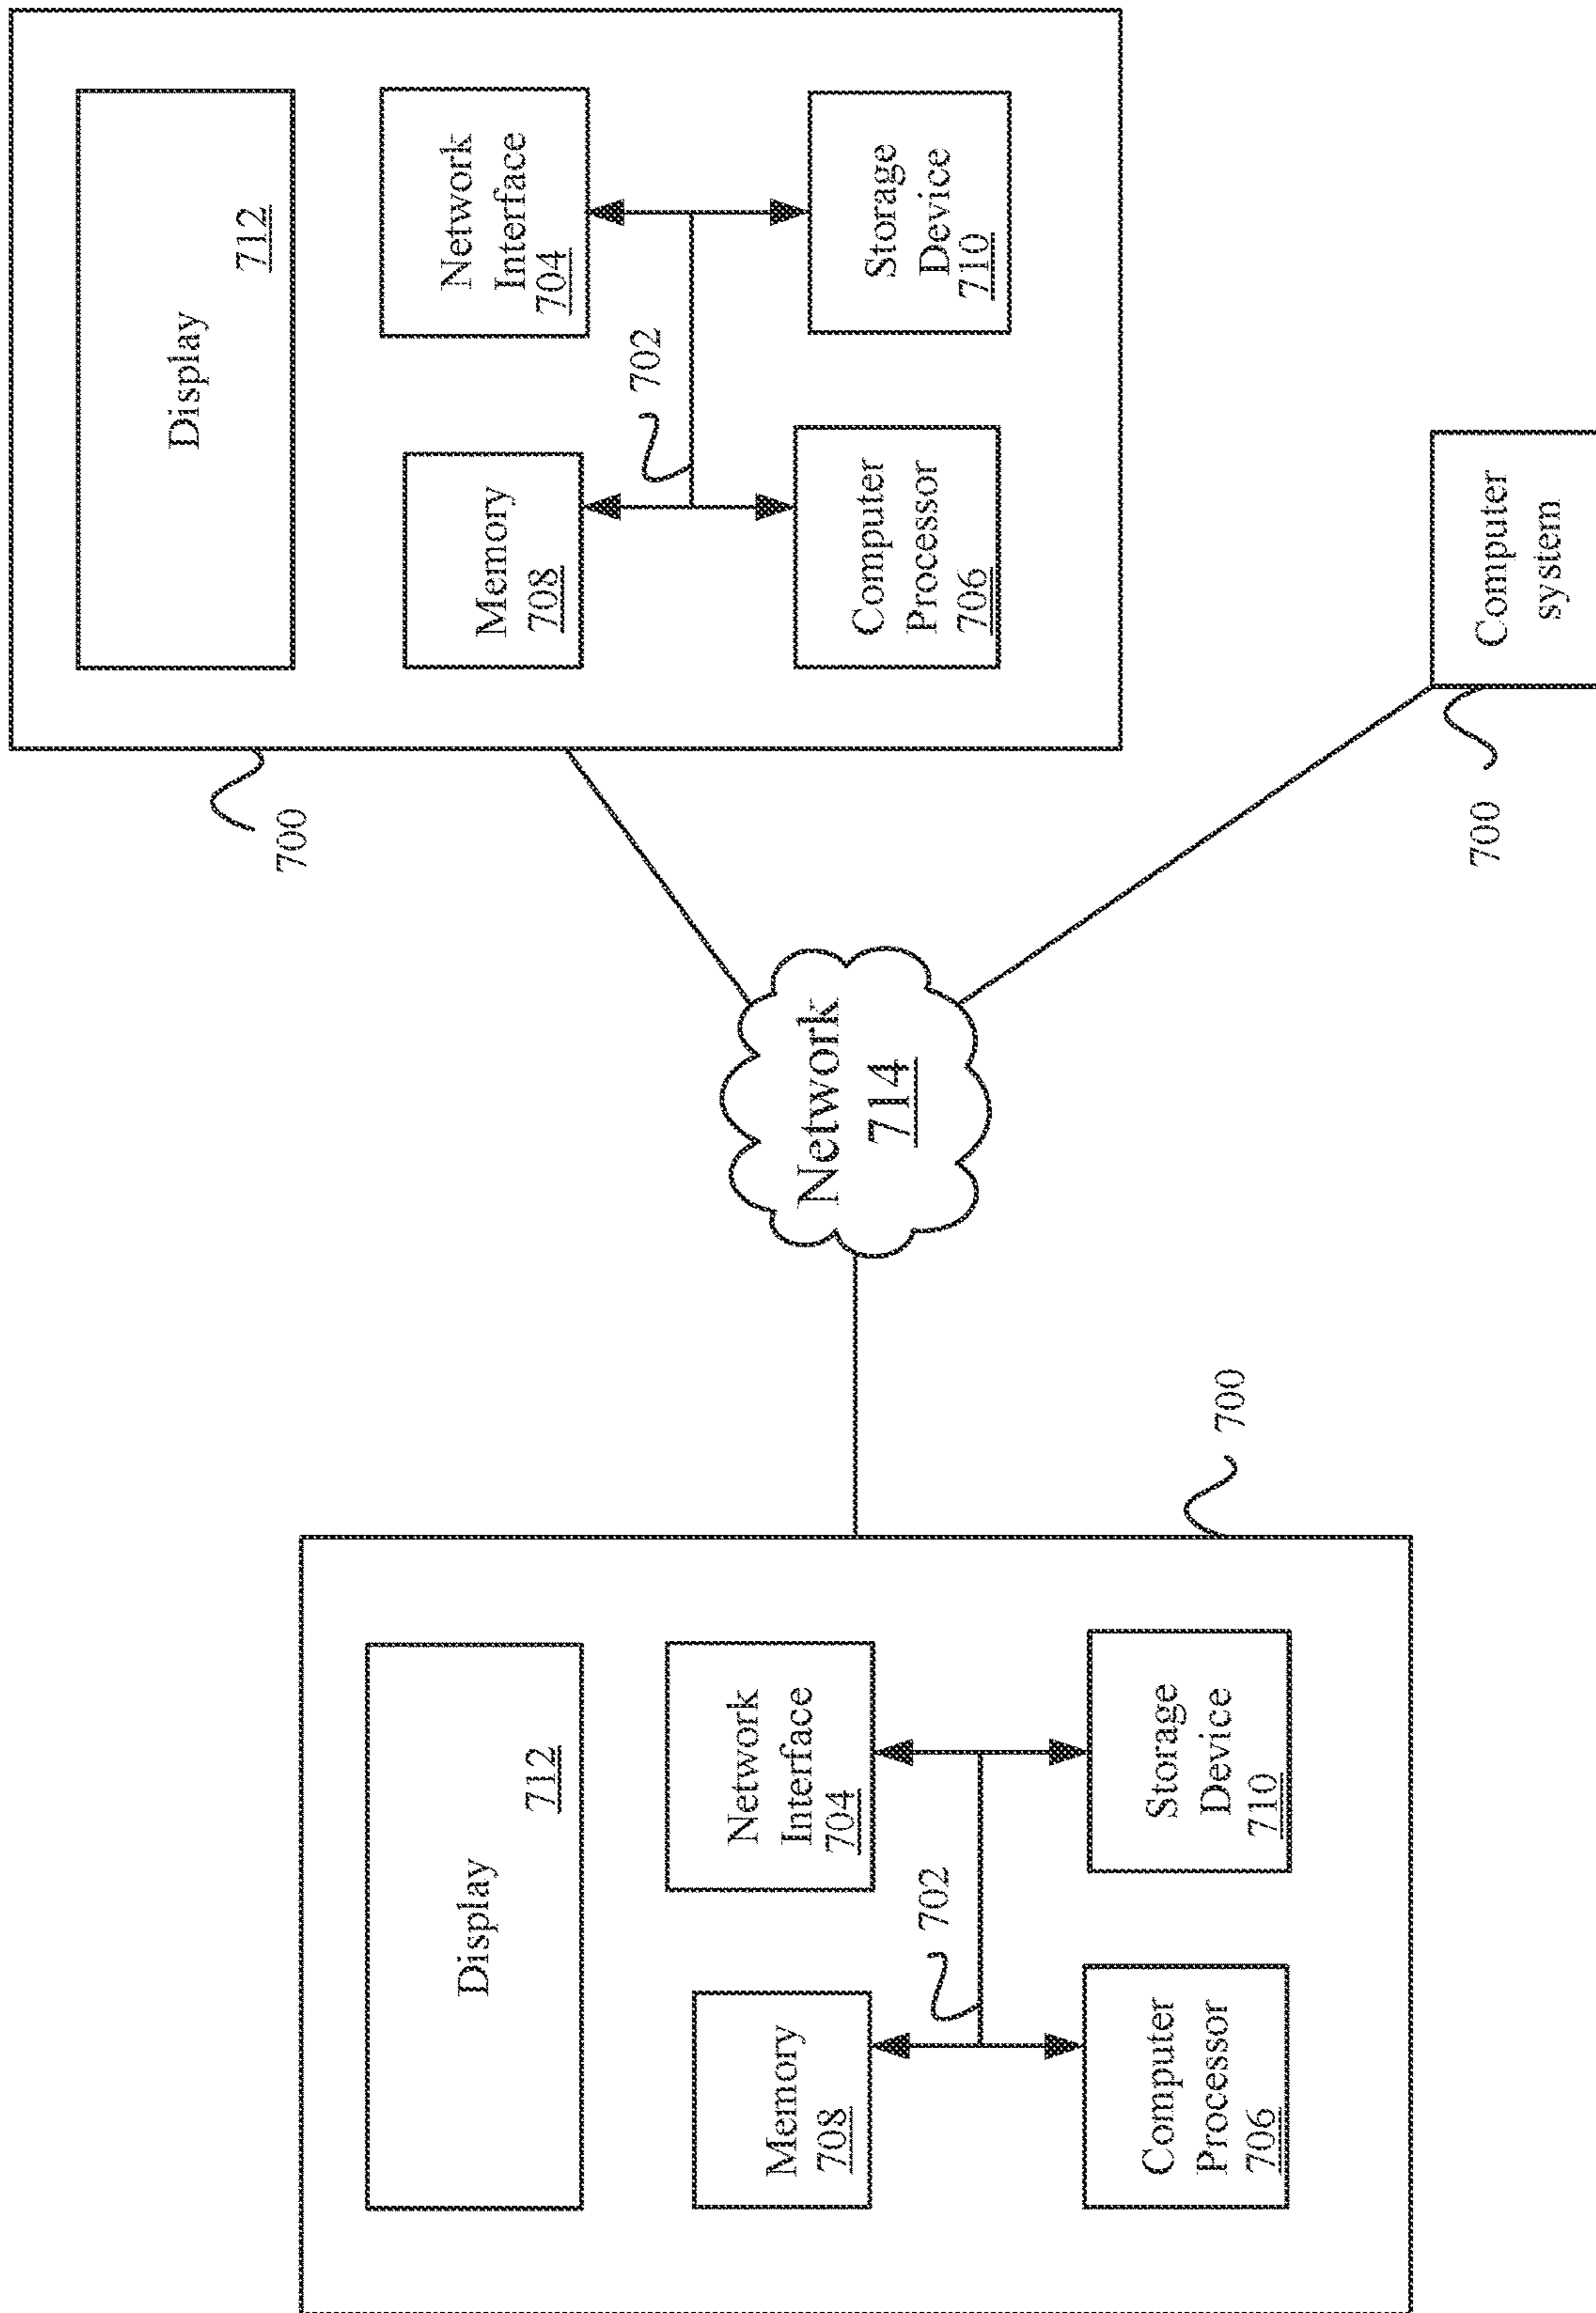 Display
712
Memory
708
Network
Interface
704
702
Computer
Processor
706
Storage
Device
710
700
Network
714
700
Display
712
Memory
708
Network
Interface
704
702
Computer
Processor
706
Storage
Device
710
700
Computer
system